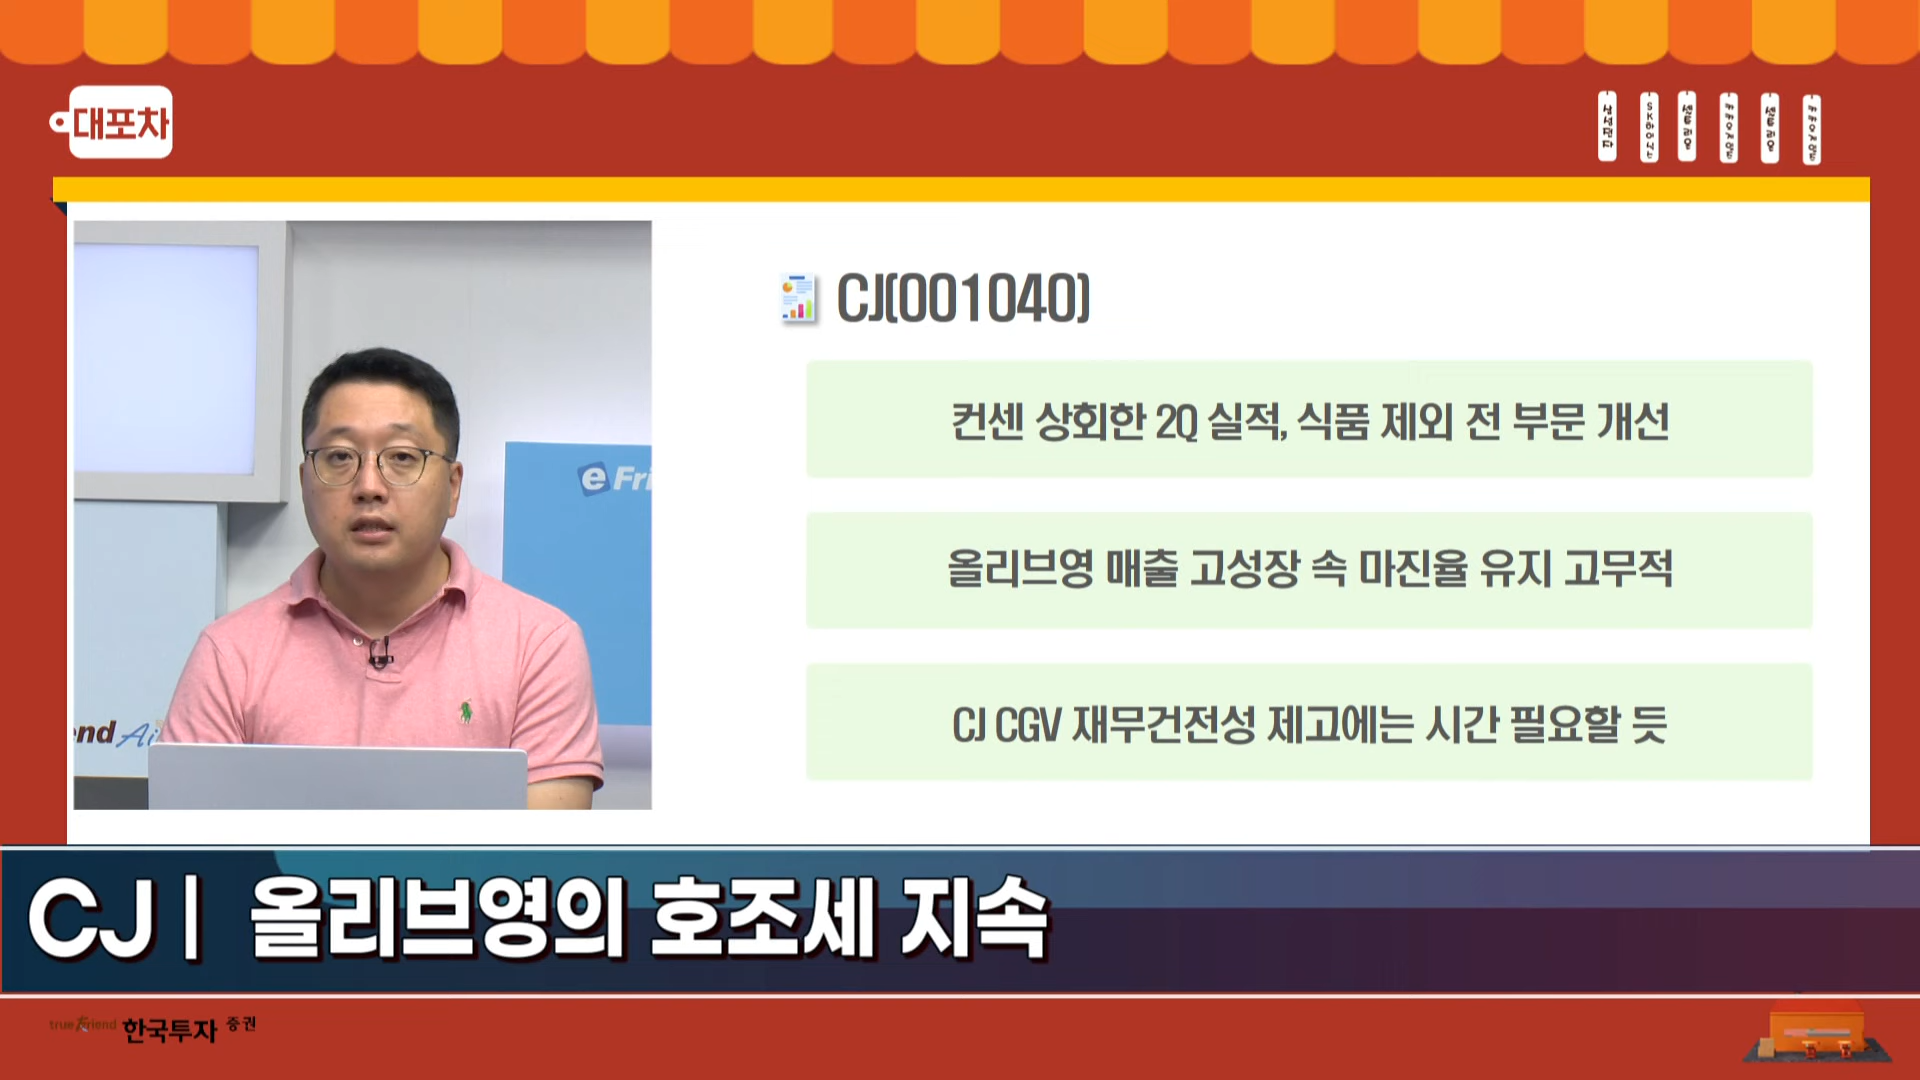 대포차
CJ(001040)
컨센 상회한 2Q 실적, 식품 제외 전 부문 개선
올리브영 매출 고성장 속 마진율 유지 고무적
CJ CGV 재무건전성 제고에는 시간 필요할 듯
e Fri
end Ai
CJ| 올리브영의 호조세 지속
true friend 한국투자 증권